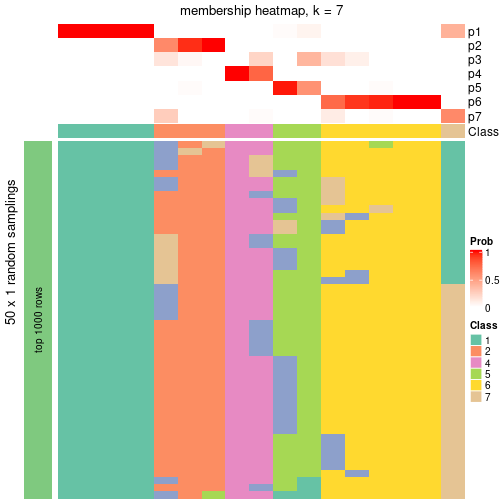 membership heatmap, k = 7
p1
p2
p3
p4
p5
p6
p7
Class
50 x 1 random samplings
top 1000 rows
Prob
1
0.5
0
Class
1
2
4
5
6
7